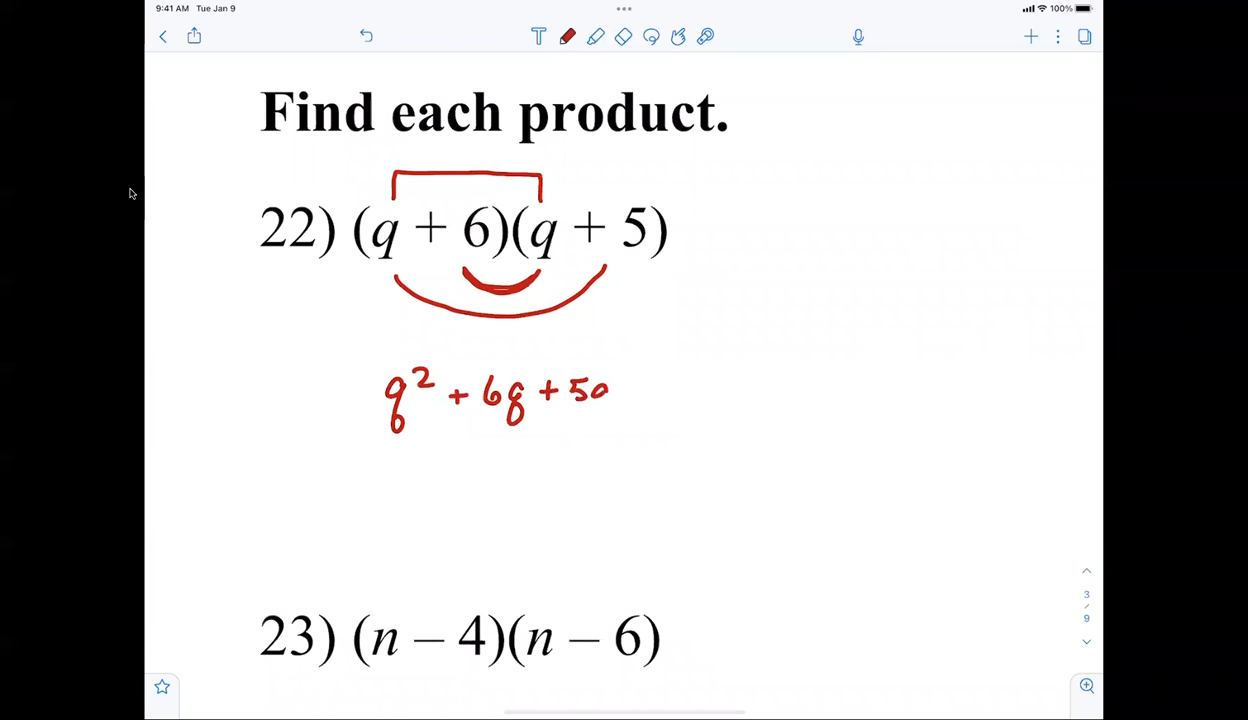 9:41 AM Tue Jan 9
100%
T
Find each product.
22) (q + 6)(q + 5)
q² + 6q + 5
3
/
9
23) (n – 4)(n – 6)